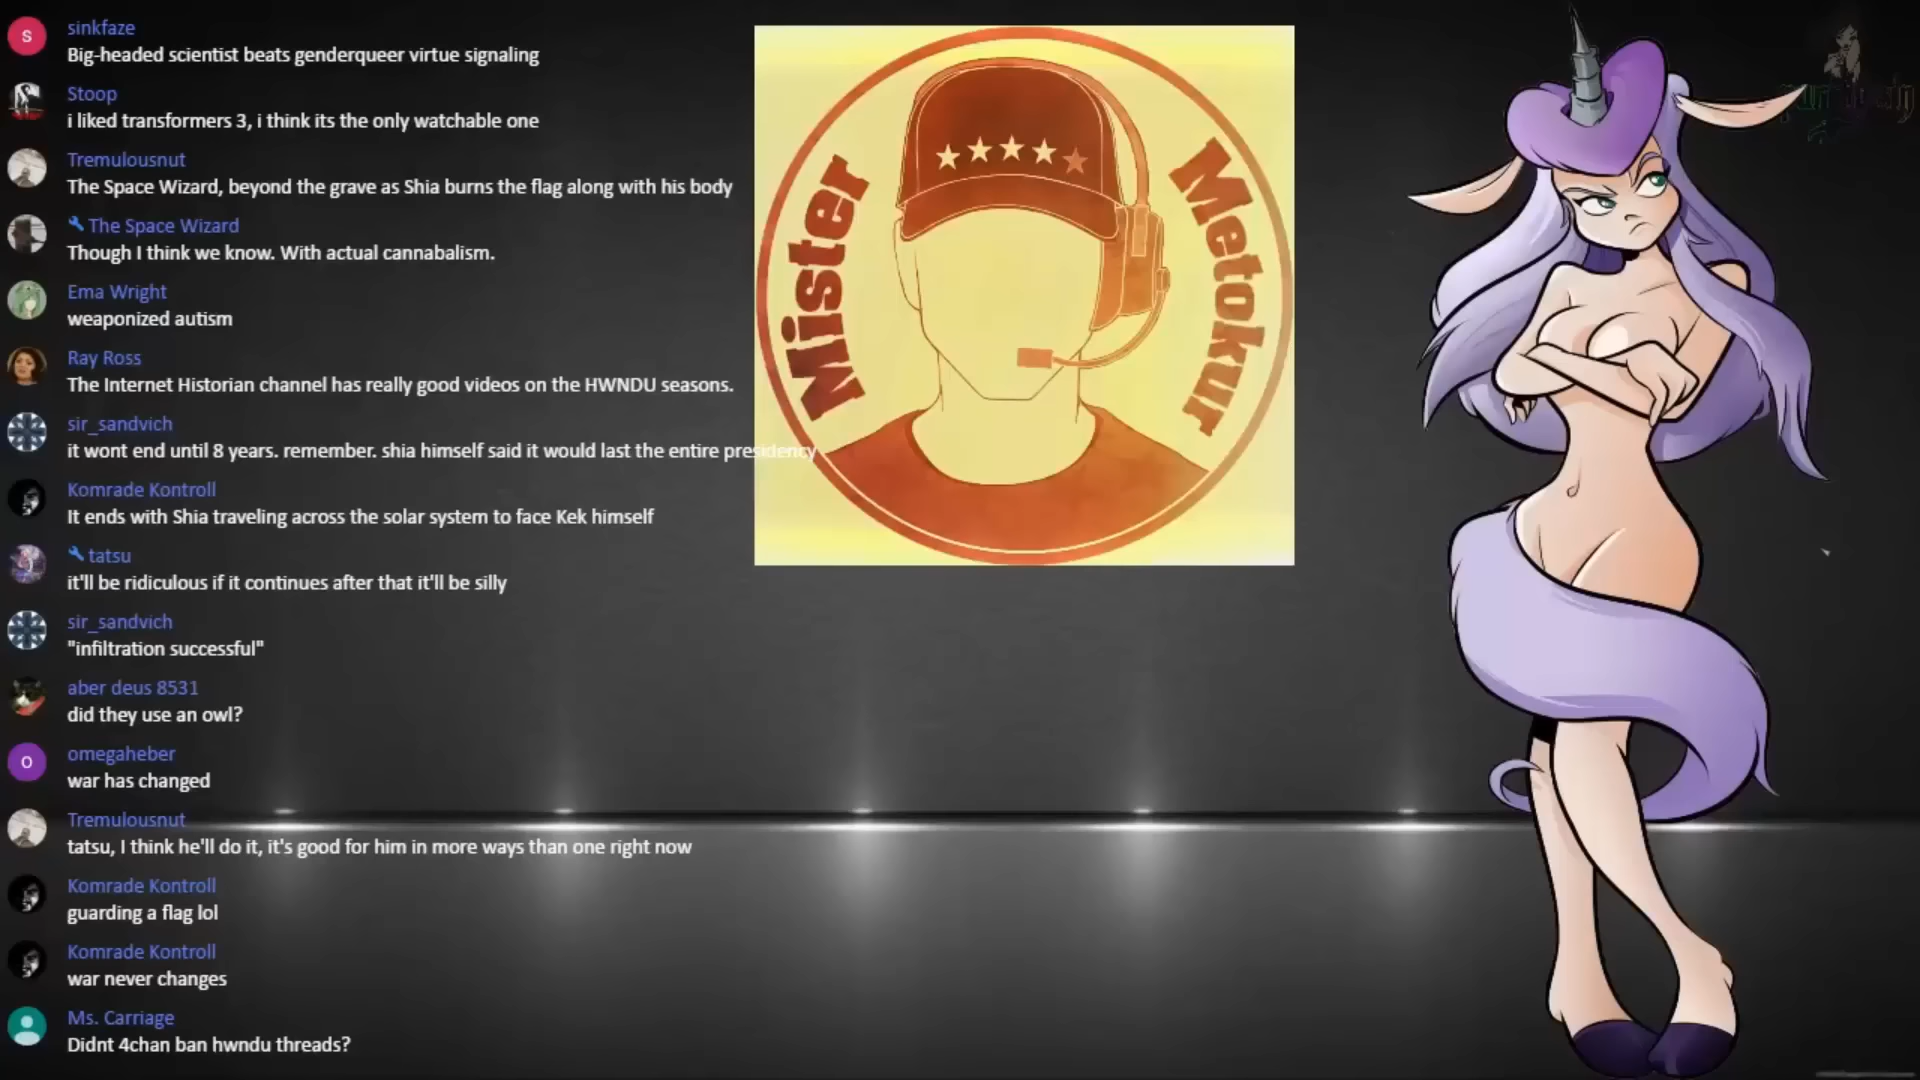 sinkfaze
Big-headed scientist beats genderqueer virtue signaling
Stoop
i liked transformers 3, i think its the only watchable one
Tremulousnut
The Space Wizard, beyond the grave as Shia burns the flag along with his body
The Space Wizard
Though I think we know. With actual cannabalism.
Ema Wright
weaponized autism
Ray Ross
The Internet Historian channel has really good videos on the HWNDU seasons.
sir_sandvich
it wont end until 8 years. remember. shia himself said it would last the entire presidency
Komrade Kontroll
It ends with Shia traveling across the solar system to face Kek himself
tatsu
it'll be ridiculous if it continues after that it'll be silly
sir_sandvich
"infiltration successful"
aber deus 8531
did they use an owl?
omegaheber
war has changed
Tremulousnut
tatsu, I think he'll do it, it's good for him in more ways than one right now
Komrade Kontroll
guarding a flag lol
Komrade Kontroll
war never changes
Ms. Carriage
Didnt 4chan ban hwndu threads?
S
O
Mister
Metokur